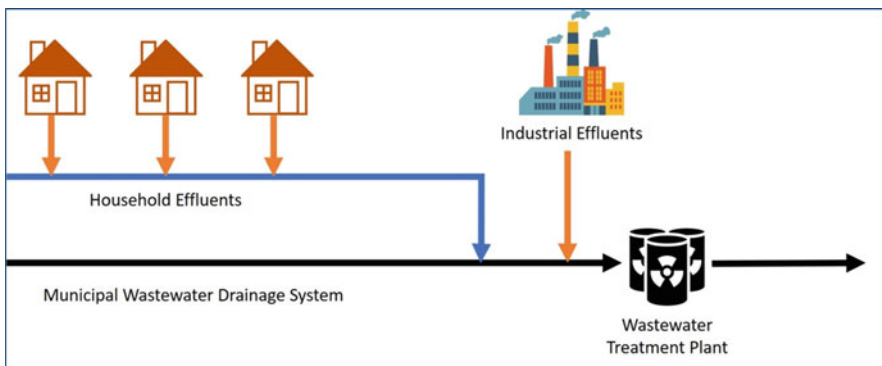 Industrial Effluents
Household Effluents
Municipal Wastewater Drainage System
Wastewater
Treatment Plant